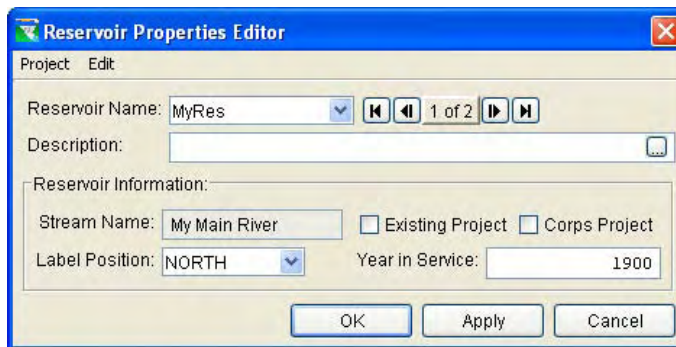 Reservoir Properties Editor
Project Edit
Reservoir Name: MyRes 1 of 2
Description: ...
Reservoir Information:
Stream Name: My Main River Existing Project Corps Project
Label Position: NORTH Year in Service: 1900
OK Apply Cancel